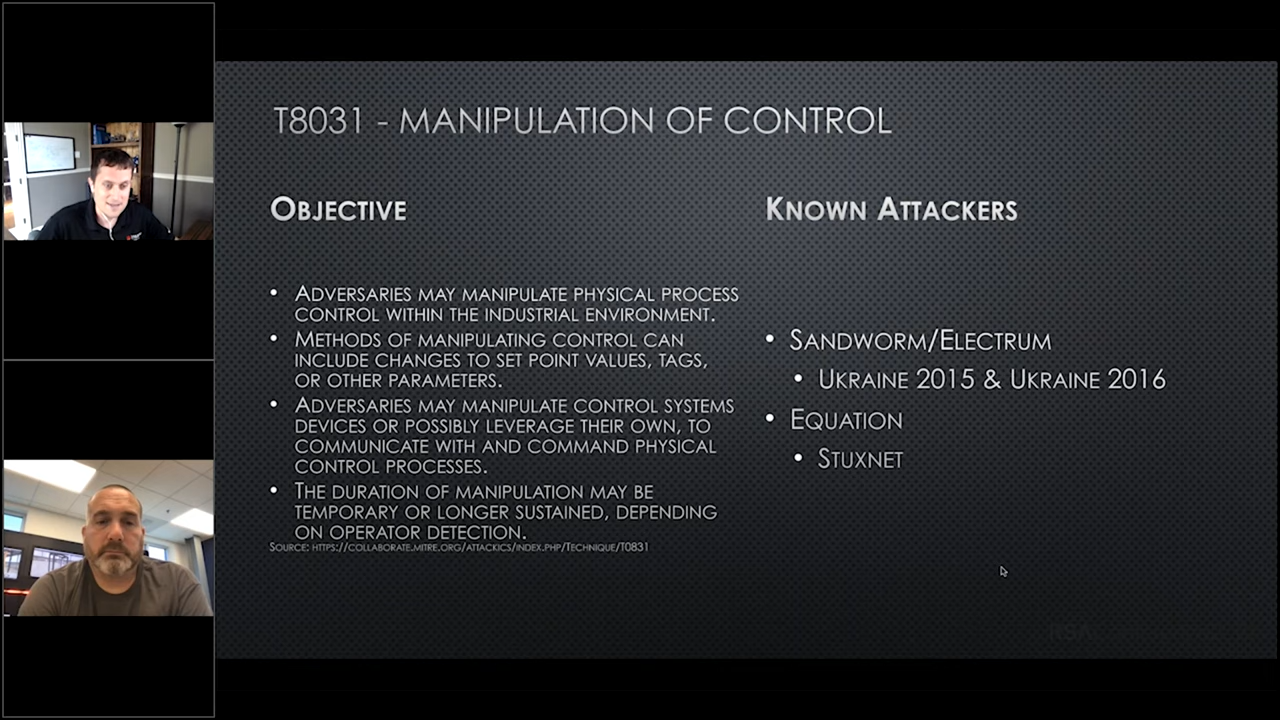 T8031 - MANIPULATION OF CONTROL
OBJECTIVE
• ADVERSARIES MAY MANIPULATE PHYSICAL PROCESS
CONTROL WITHIN THE INDUSTRIAL ENVIRONMENT.
• METHODS OF MANIPULATING CONTROL CAN
INCLUDE CHANGES TO SET POINT VALUES, TAGS,
OR OTHER PARAMETERS.
• ADVERSARIES MAY MANIPULATE CONTROL SYSTEMS
DEVICES OR POSSIBLY LEVERAGE THEIR OWN, TO
COMMUNICATE WITH AND COMMAND PHYSICAL
CONTROL PROCESSES.
• THE DURATION OF MANIPULATION MAY BE
TEMPORARY OR LONGER SUSTAINED, DEPENDING
ON OPERATOR DETECTION.
SOURCE: HTTPS://COLLABORATE.MITRE.ORG/ATTACKICS/INDEX.PHP/TECHNIQUE/T0831
KNOWN ATTACKERS
• SANDWORM/ELECTRUM
• UKRAINE 2015 & UKRAINE 2016
• EQUATION
• STUXNET